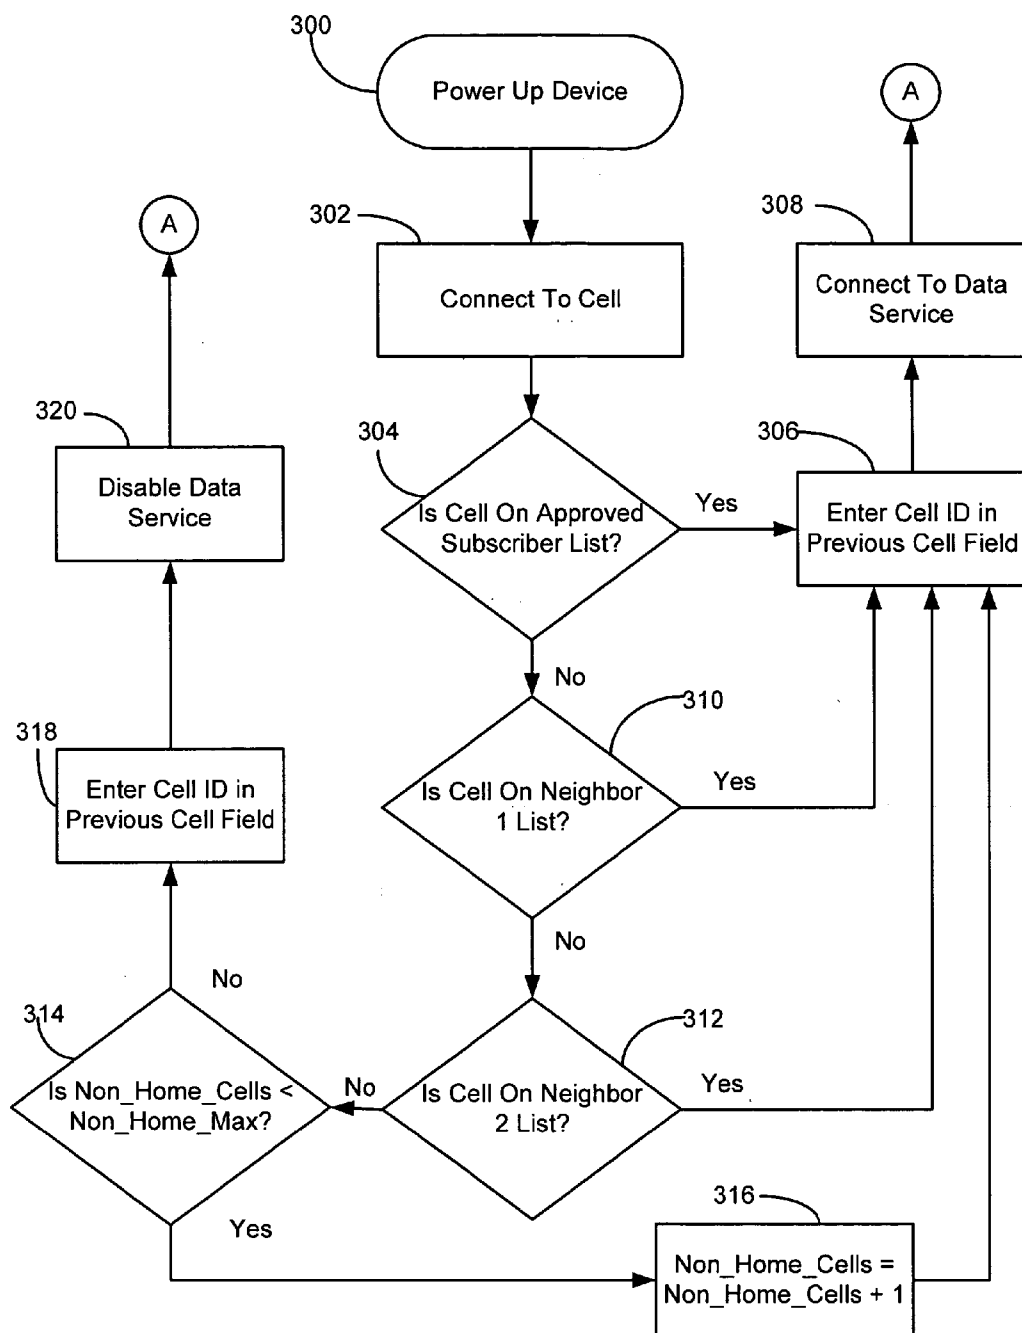 300
Power Up Device
A
302
Connect To Cell
308
Connect To Data
Service
A
320
Disable Data
Service
304
Is Cell On Approved
Subscriber List?
Yes
306
Enter Cell ID in
Previous Cell Field
No
310
Is Cell On Neighbor
1 List?
Yes
318
Enter Cell ID in
Previous Cell Field
No
No
314
Is Non_Home_Cells <
Non_Home_Max?
No
312
Is Cell On Neighbor
2 List?
Yes
Yes
316
Non_Home_Cells =
Non_Home_Cells + 1